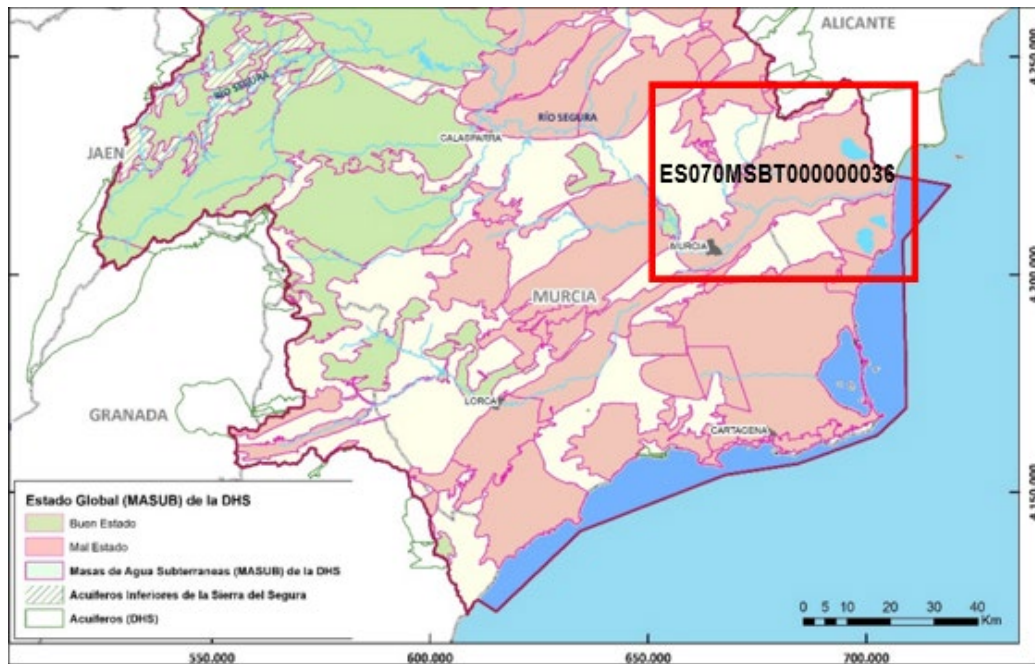 ALICANTE
4.250.000
RÍO SEGURA
RÍO SEGURA
CALASPARRA
JAEN
ES070MSBT000000036
MURCIA
4.200.000
MURCIA
GRANADA
LORCA
CARTAGENA
4.150.000
Estado Global (MASUB) de la DHS
Buen Estado
Mal Estado
Masas de Agua Subterraneas (MASUB) de la DHS
Acuíferos Inferiores de la Sierra del Segura
Acuíferos (DHS)
0 5 10 20 30 40
Km
550.000 600.000 650.000 700.000